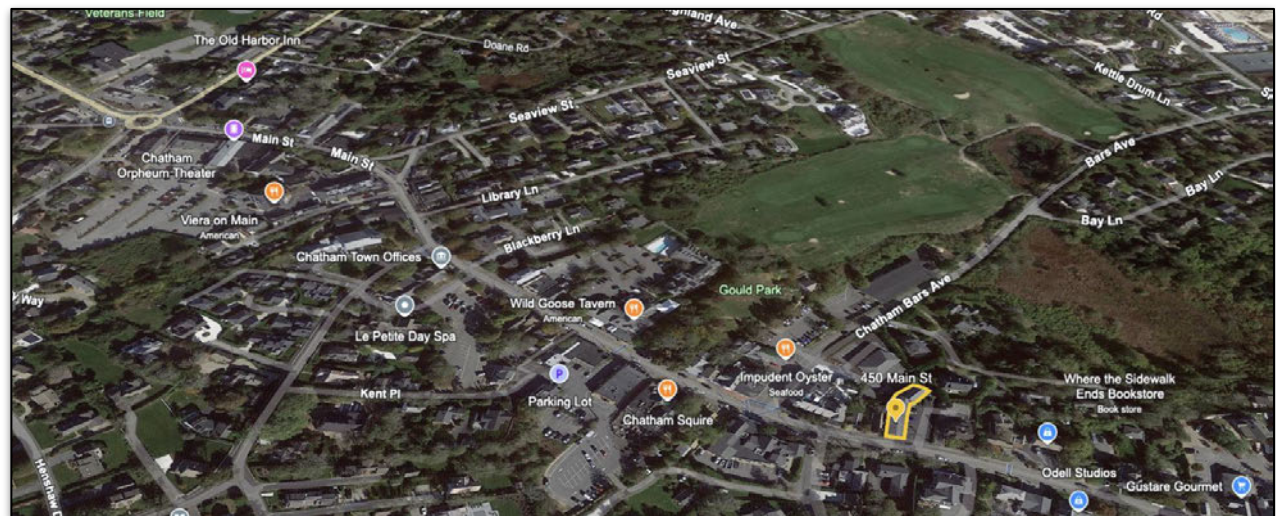 Veterans Field
Highland Ave
Rd
The Old Harbor Inn
Doane Rd
Seaview St
Kettle Drum Ln
Seaview St
Main St
Main St
Chatham
Orpheum Theater
Bars Ave
Library Ln
Bay Ln
Viera on Main
American
Bay Ln
Blackberry Ln
Chatham Town Offices
Way
Gould Park
Wild Goose Tavern
American
Chatham Bars Ave
Le Petite Day Spa
P
Impudent Oyster
Seafood
450 Main St
Where the Sidewalk
Ends Bookstore
Book store
Kent Pl
Parking Lot
Chatham Squire
Odell Studios
Gustare Gourmet
Henshaw